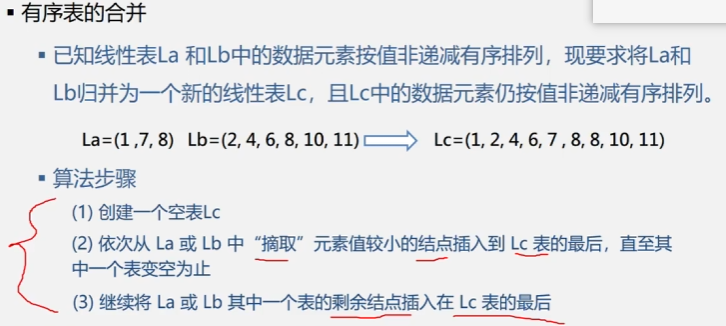 ▪ 有序表的合并
▪ 已知线性表La 和Lb中的数据元素按值非递减有序排列，现要求将La和
Lb归并为一个新的线性表Lc，且Lc中的数据元素仍按值非递减有序排列。
La=(1 ,7, 8) Lb=(2, 4, 6, 8, 10, 11) Lc=(1, 2, 4, 6, 7 , 8, 8, 10, 11)
▪ 算法步骤
(1) 创建一个空表Lc
(2) 依次从 La 或 Lb 中“摘取”元素值较小的结点插入到 Lc 表的最后，直至其
中一个表变空为止
(3) 继续将 La 或 Lb 其中一个表的剩余结点插入在 Lc 表的最后